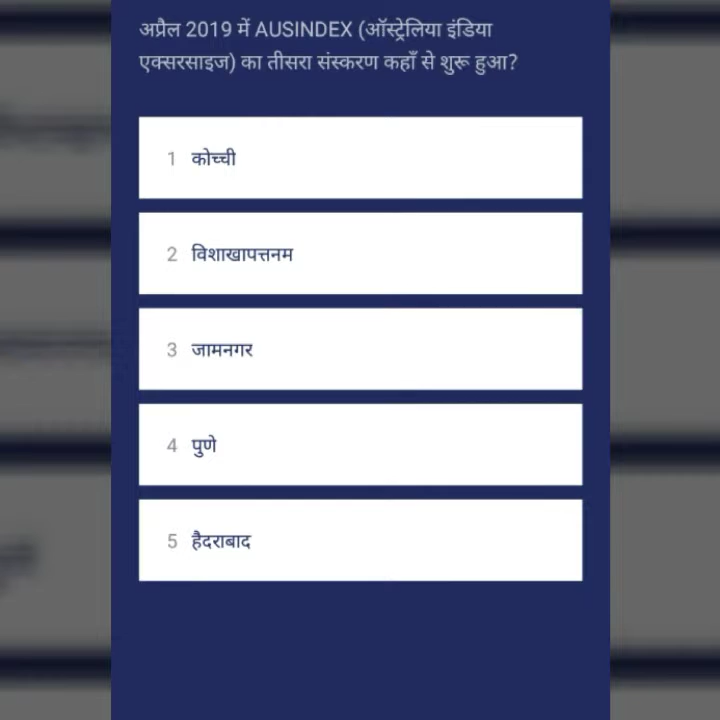 अप्रैल 2019 में AUSINDEX (ऑस्ट्रेलिया इंडिया
एक्सरसाइज) का तीसरा संस्करण कहाँ से शुरू हुआ?
1 कोच्ची
2 विशाखापत्तनम
3 जामनगर
4 पुणे
5 हैदराबाद